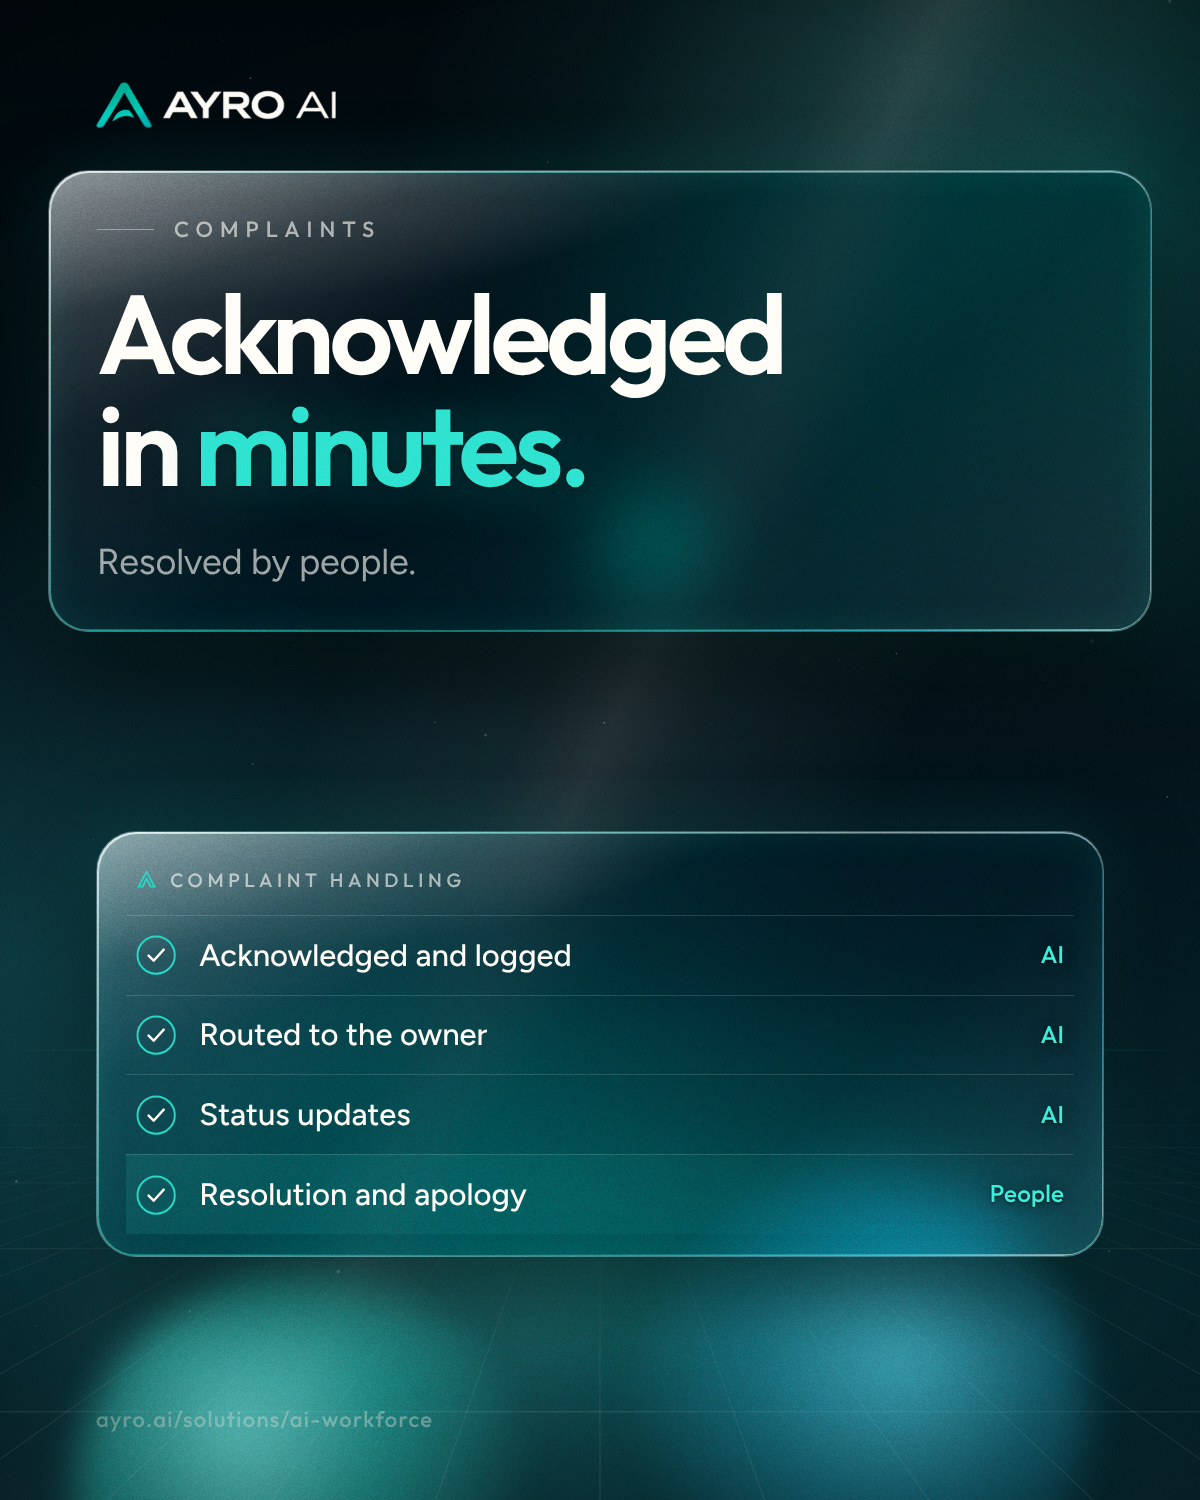 AYRO AI
COMPLAINTS
Acknowledged
in minutes.
Resolved by people.
COMPLAINT HANDLING
Acknowledged and logged
AI
Routed to the owner
AI
Status updates
AI
Resolution and apology
People
ayro.ai/solutions/ai-workforce